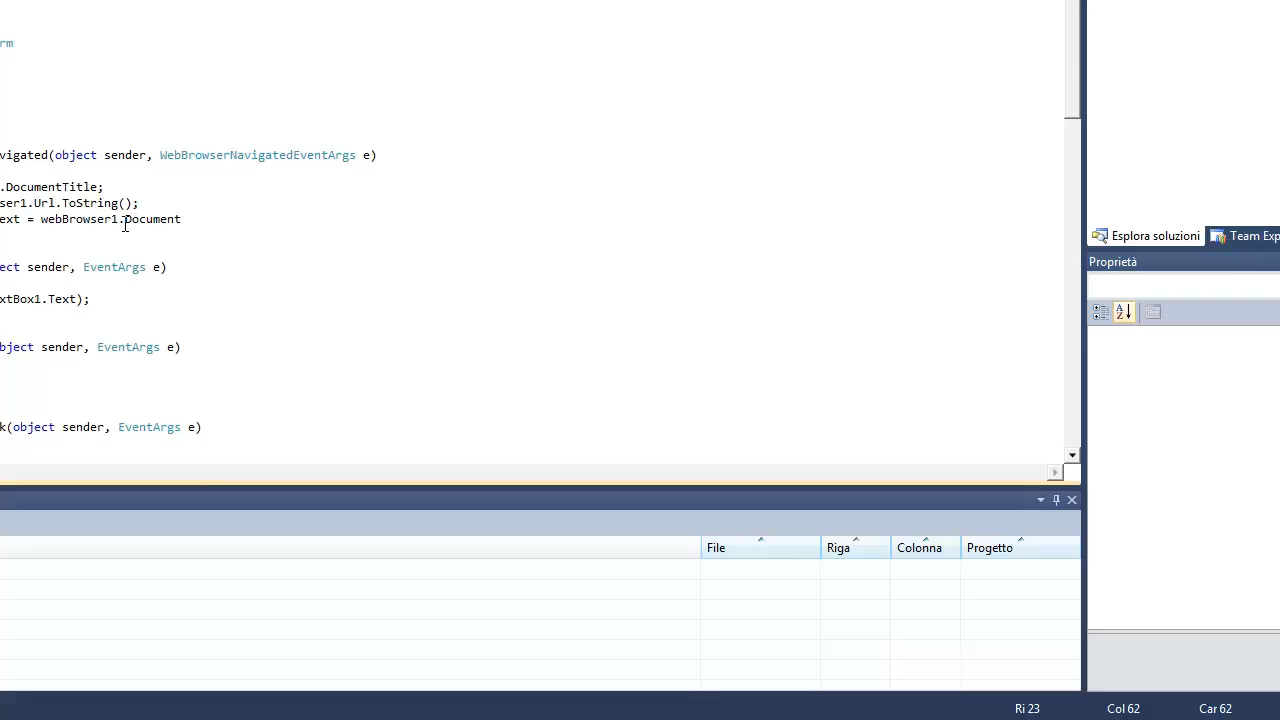 rm
vigated(object sender, WebBrowserNavigatedEventArgs e)
.DocumentTitle;
ser1.Url.ToString();
ext = webBrowser1.Document
ect sender, EventArgs e)
xtBox1.Text);
bject sender, EventArgs e)
k(object sender, EventArgs e)
Esplora soluzioni
Team Exp
Proprietà
File
Riga
Colonna
Progetto
Ri 23
Col 62
Car 62